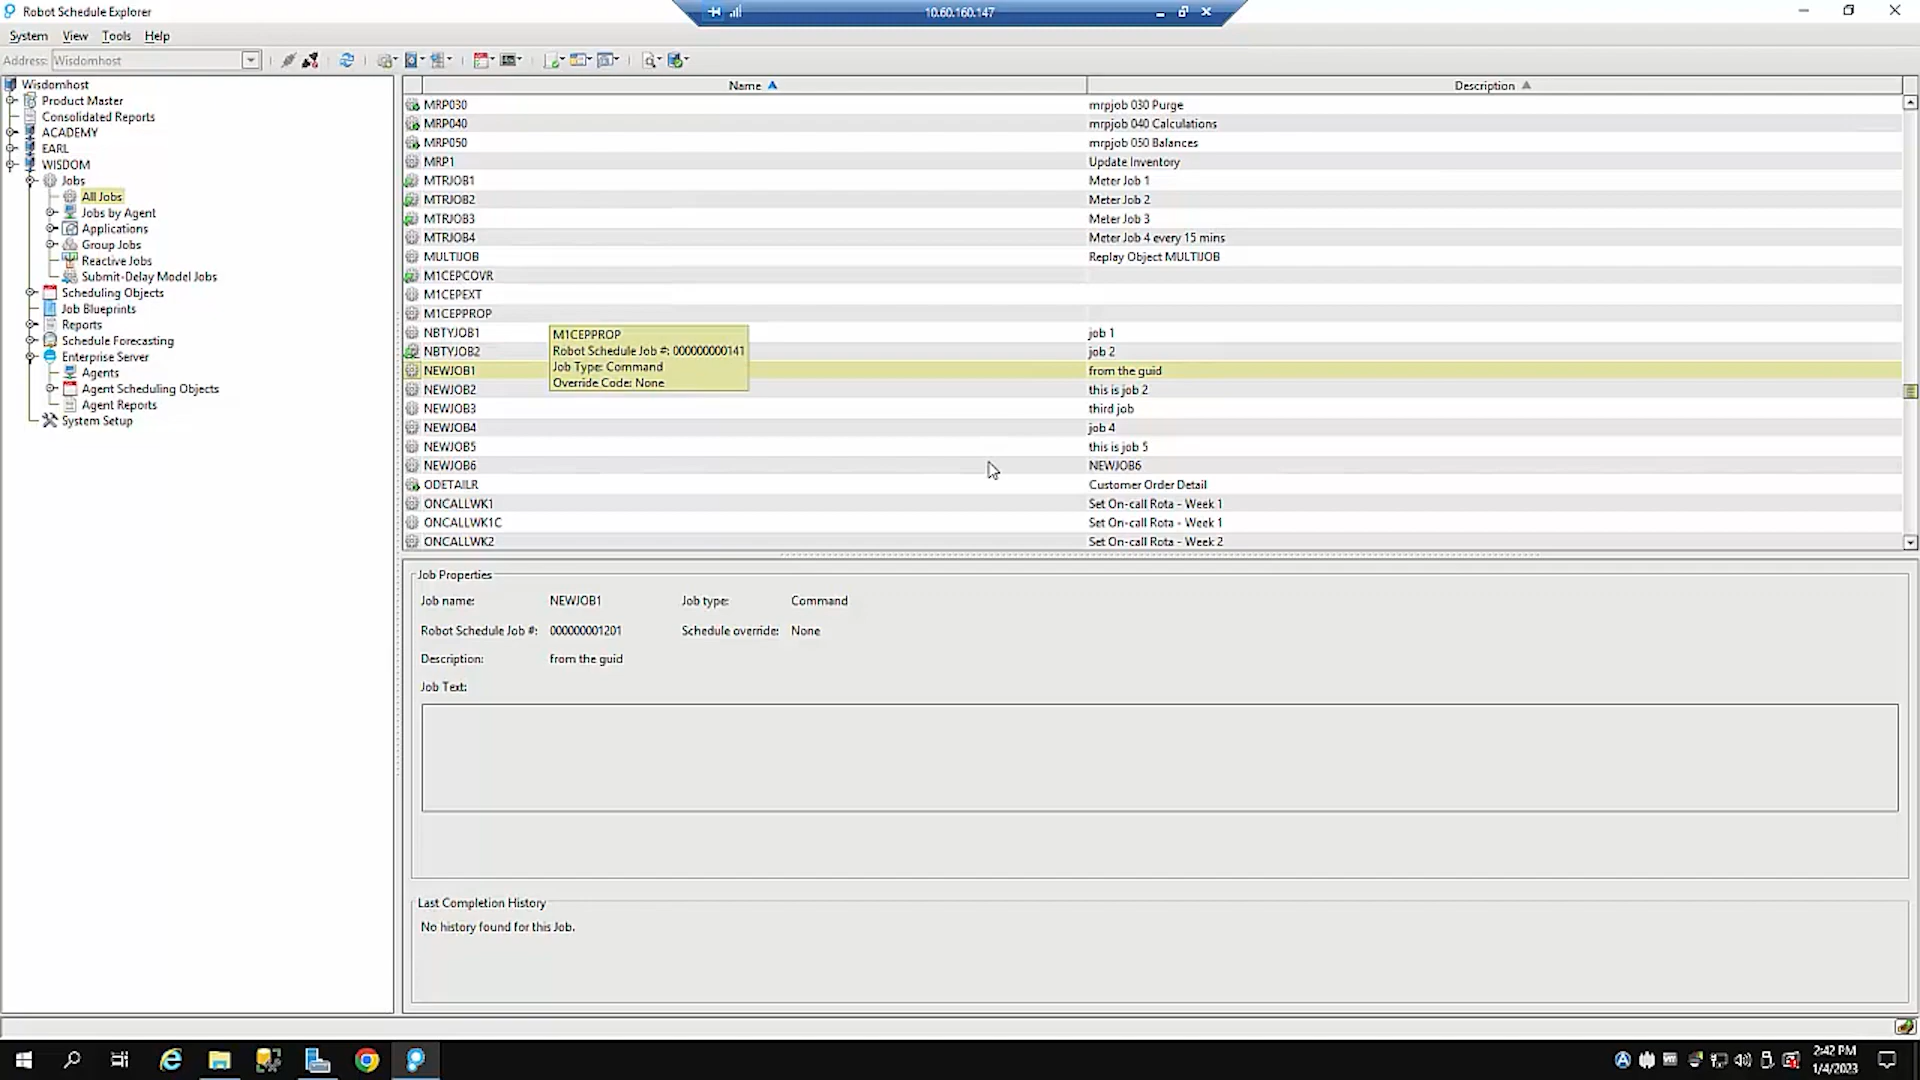 Robot Schedule Explorer
10.60.160.147
System View Tools Help
Address: Wisdomhost
Wisdomhost
Product Master
Consolidated Reports
ACADEMY
EARL
WISDOM
Jobs
All Jobs
Jobs by Agent
Applications
Group Jobs
Reactive Jobs
Submit-Delay Model Jobs
Scheduling Objects
Job Blueprints
Reports
Schedule Forecasting
Enterprise Server
Agents
Agent Scheduling Objects
Agent Reports
System Setup
Name Description
MRP030 mrpjob 030 Purge
MRP040 mrpjob 040 Calculations
MRP050 mrpjob 050 Balances
MRP1 Update Inventory
MTRJOB1 Meter Job 1
MTRJOB2 Meter Job 2
MTRJOB3 Meter Job 3
MTRJOB4 Meter Job 4 every 15 mins
MULTIJOB Replay Object MULTIJOB
M1CEPCOVR
M1CEPEXT
M1CEPPROP
NBTYJOB1 job 1
NBTYJOB2 job 2
NEWJOB1 from the guid
NEWJOB2 this is job 2
NEWJOB3 third job
NEWJOB4 job 4
NEWJOB5 this is job 5
NEWJOB6 NEWJOB6
ODETAILR Customer Order Detail
ONCALLWK1 Set On-call Rota - Week 1
ONCALLWK1C Set On-call Rota - Week 1
ONCALLWK2 Set On-call Rota - Week 2
M1CEPPROP
Robot Schedule Job #: 000000000141
Job Type: Command
Override Code: None
Job Properties
Job name: NEWJOB1 Job type: Command
Robot Schedule Job #: 000000001201 Schedule override: None
Description: from the guid
Job Text:
Last Completion History
No history found for this Job.
2:42 PM
1/4/2023